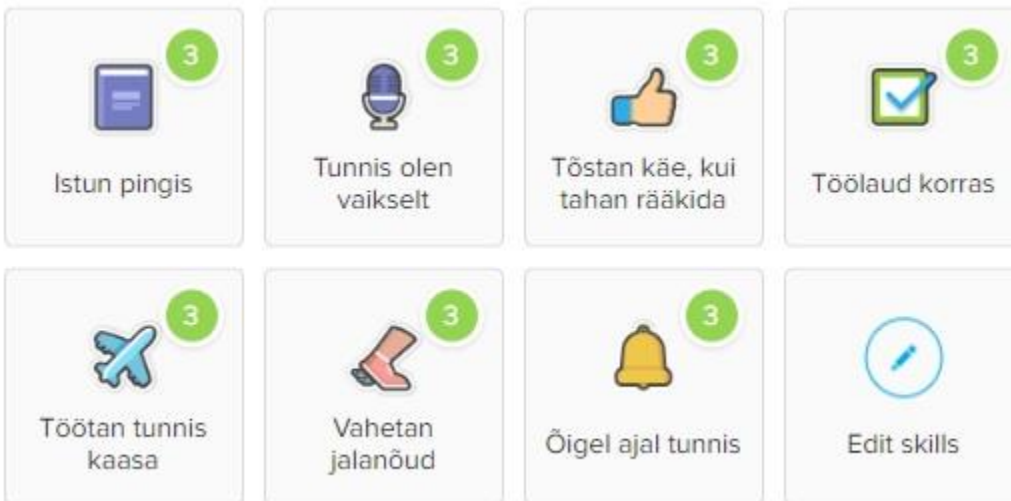 3
Istun pingis
3
Tunnis olen
vaikselt
3
Tõstan käe, kui
tahan rääkida
3
Töölaud korras
3
Töötan tunnis
kaasa
3
Vahetan
jalanõud
3
Õigel ajal tunnis
Edit skills